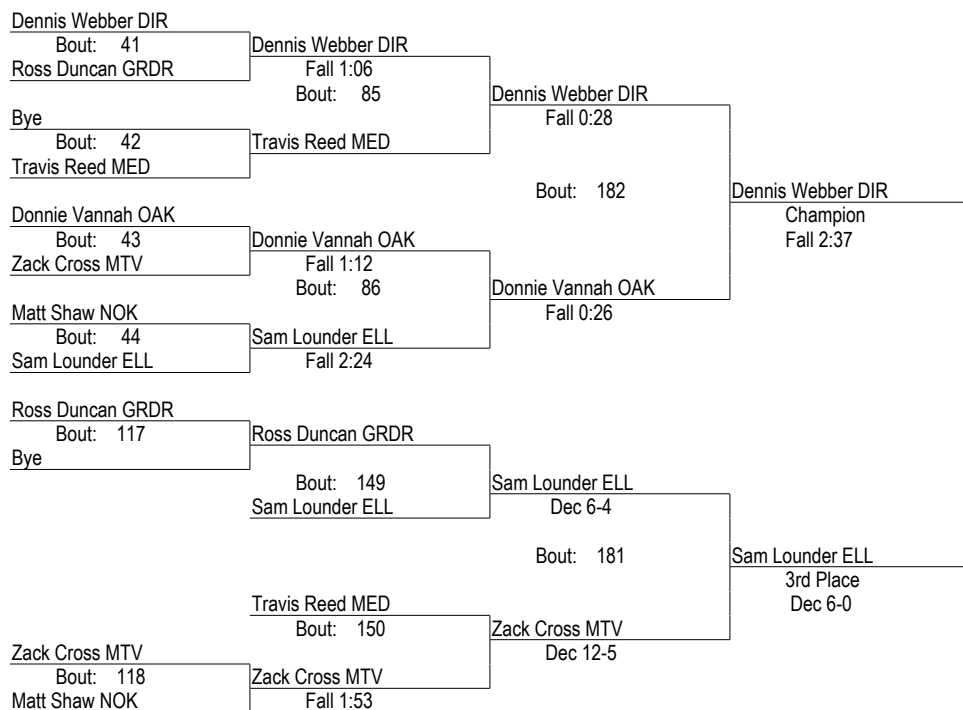 Dennis Webber DIR
Bout: 41
Dennis Webber DIR
Ross Duncan GRDR
Fall 1:06
Bout: 85
Dennis Webber DIR
Bye
Fall 0:28
Bout: 42
Travis Reed MED
Travis Reed MED
Bout: 182
Dennis Webber DIR
Donnie Vannah OAK
Champion
Bout: 43
Donnie Vannah OAK
Fall 2:37
Zack Cross MTV
Fall 1:12
Bout: 86
Donnie Vannah OAK
Matt Shaw NOK
Fall 0:26
Bout: 44
Sam Lounder ELL
Sam Lounder ELL
Fall 2:24
Ross Duncan GRDR
Bout: 117
Ross Duncan GRDR
Bye
Bout: 149
Sam Lounder ELL
Sam Lounder ELL
Dec 6-4
Bout: 181
Sam Lounder ELL
3rd Place
Travis Reed MED
Dec 6-0
Bout: 150
Zack Cross MTV
Zack Cross MTV
Dec 12-5
Bout: 118
Zack Cross MTV
Matt Shaw NOK
Fall 1:53